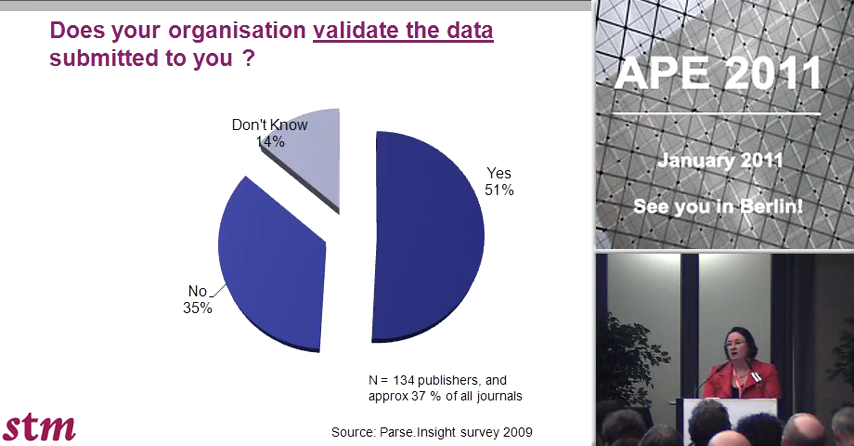 Does your organisation validate the data
submitted to you ?
Don't Know
14%
Yes
51%
No
35%
N = 134 publishers, and
approx 37 % of all journals
stm
Source: Parse.Insight survey 2009
APE 2011
January 2011
See you in Berlin!